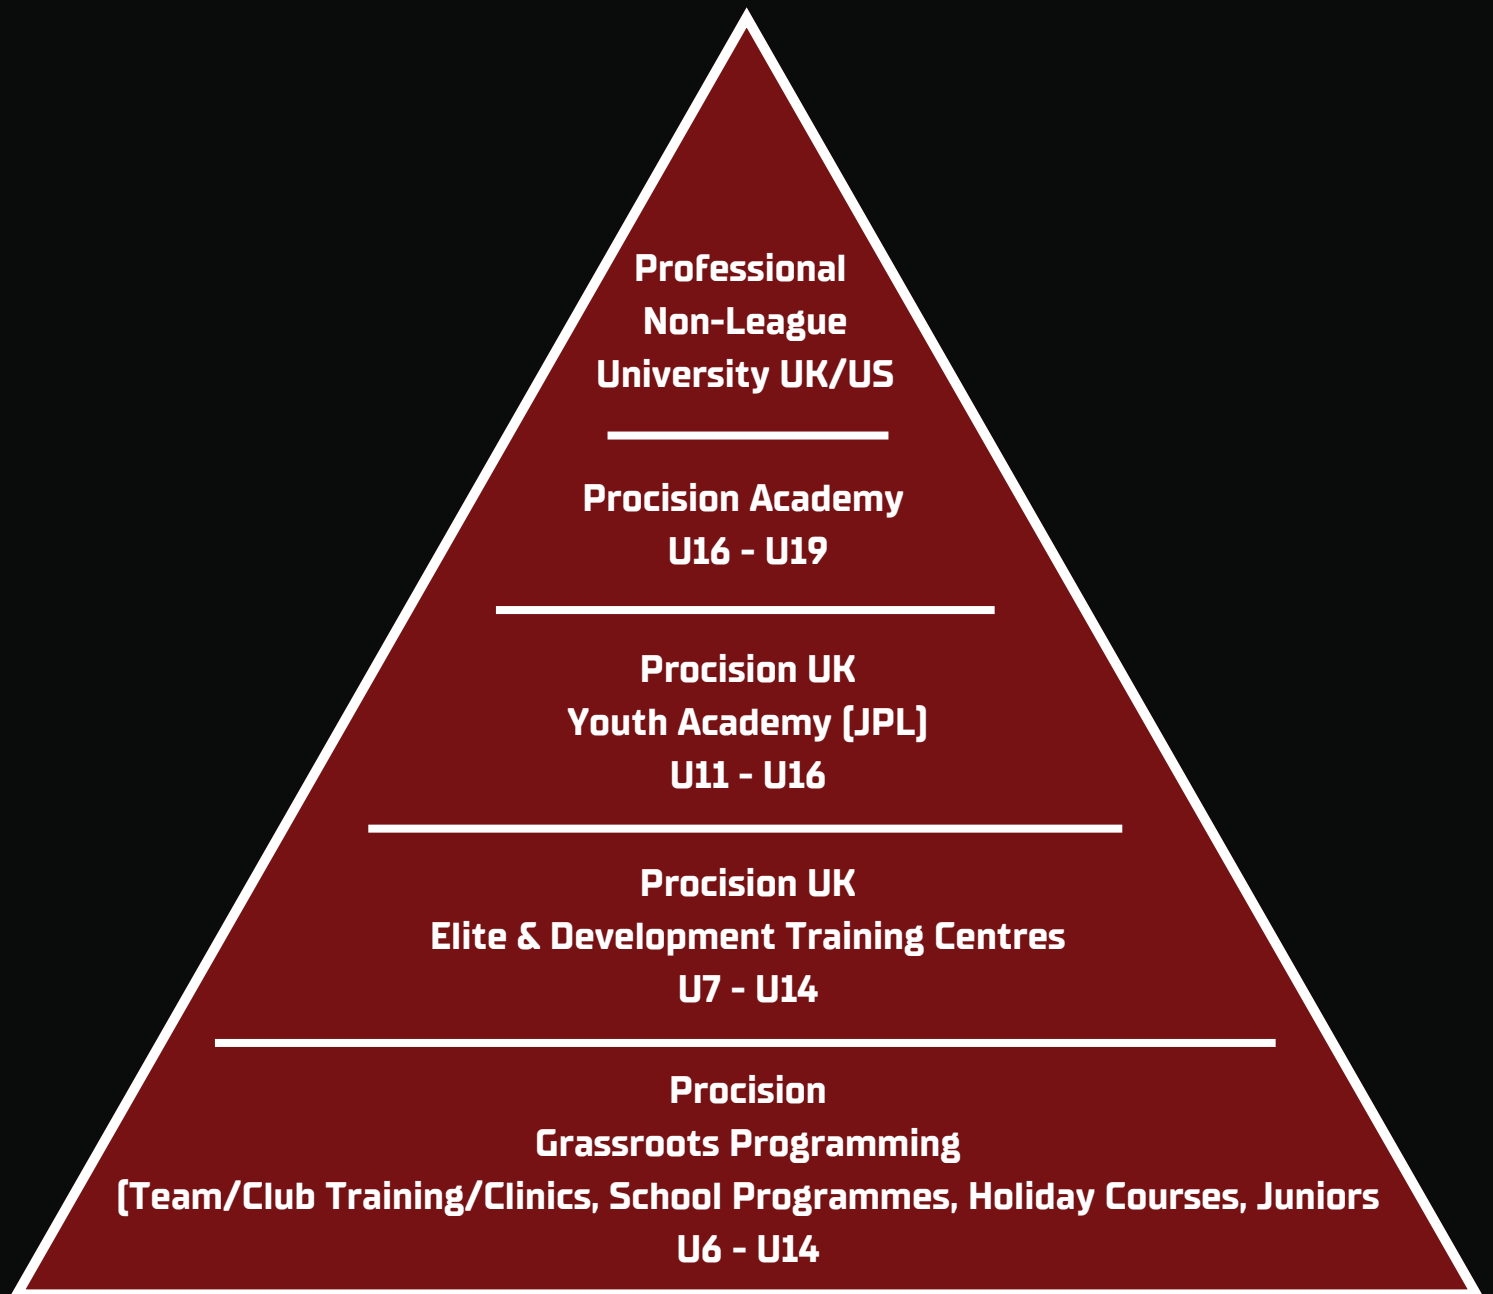 Professional
Non-League
University UK/US
Procision Academy
U16 - U19
Procision UK
Youth Academy (JPL)
U11 - U16
Procision UK
Elite & Development Training Centres
U7 - U14
Procision
Grassroots Programming
(Team/Club Training/Clinics, School Programmes, Holiday Courses, Juniors
U6 - U14